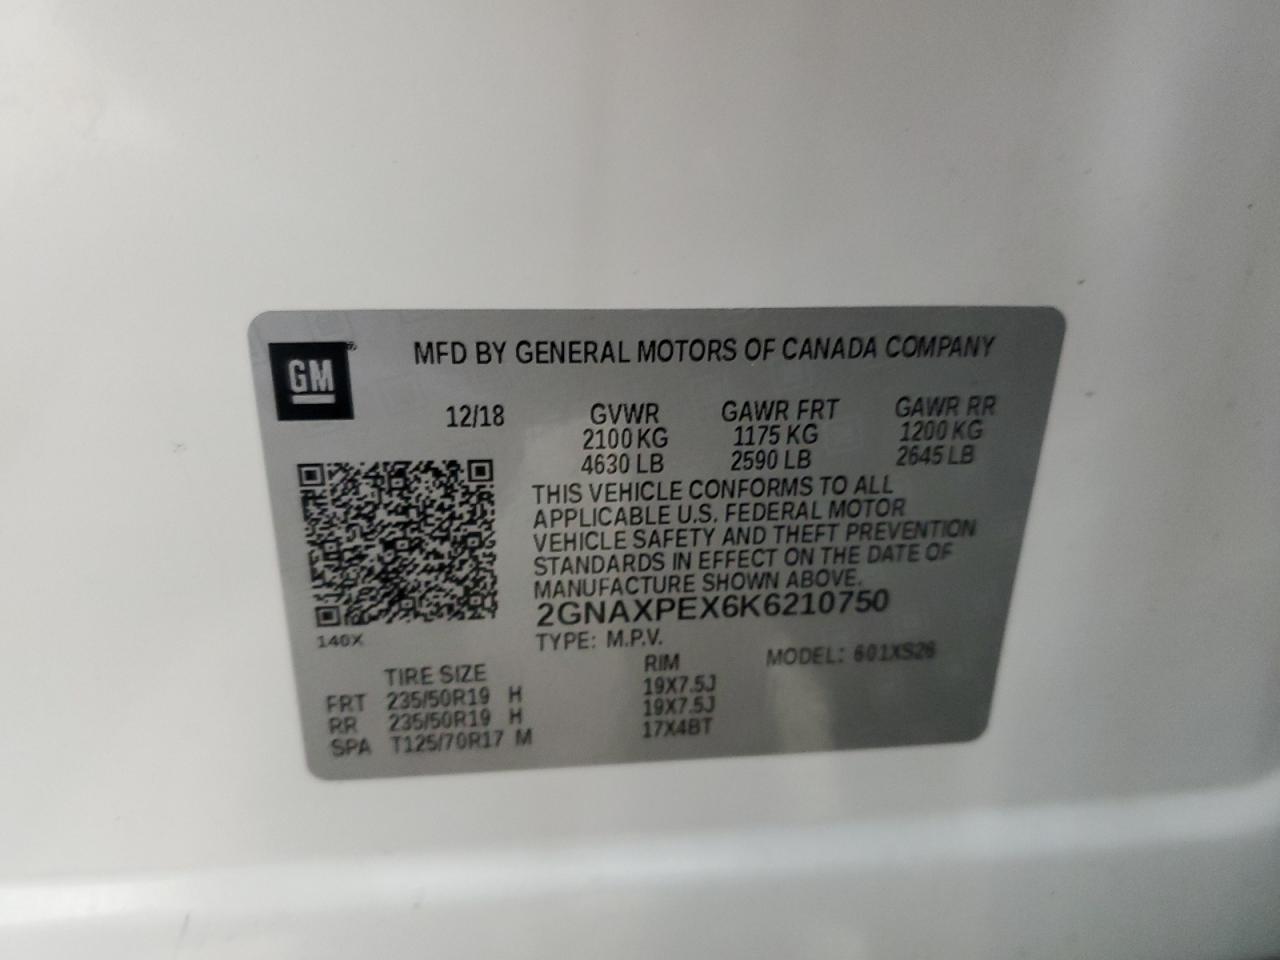 GM
MFD BY GENERAL MOTORS OF CANADA COMPANY
12/18 GVWR GAWR FRT GAWR RR
2100 KG 1175 KG 1200 KG
4630 LB 2590 LB 2645 LB
THIS VEHICLE CONFORMS TO ALL
APPLICABLE U.S. FEDERAL MOTOR
VEHICLE SAFETY AND THEFT PREVENTION
STANDARDS IN EFFECT ON THE DATE OF
MANUFACTURE SHOWN ABOVE.
2GNAXPEX6K6210750
140X
TYPE: M.P.V. MODEL: 601XS26
TIRE SIZE RIM
FRT 235/50R19 H 19X7.5J
RR 235/50R19 H 19X7.5J
SPA T125/70R17 M 17X4BT